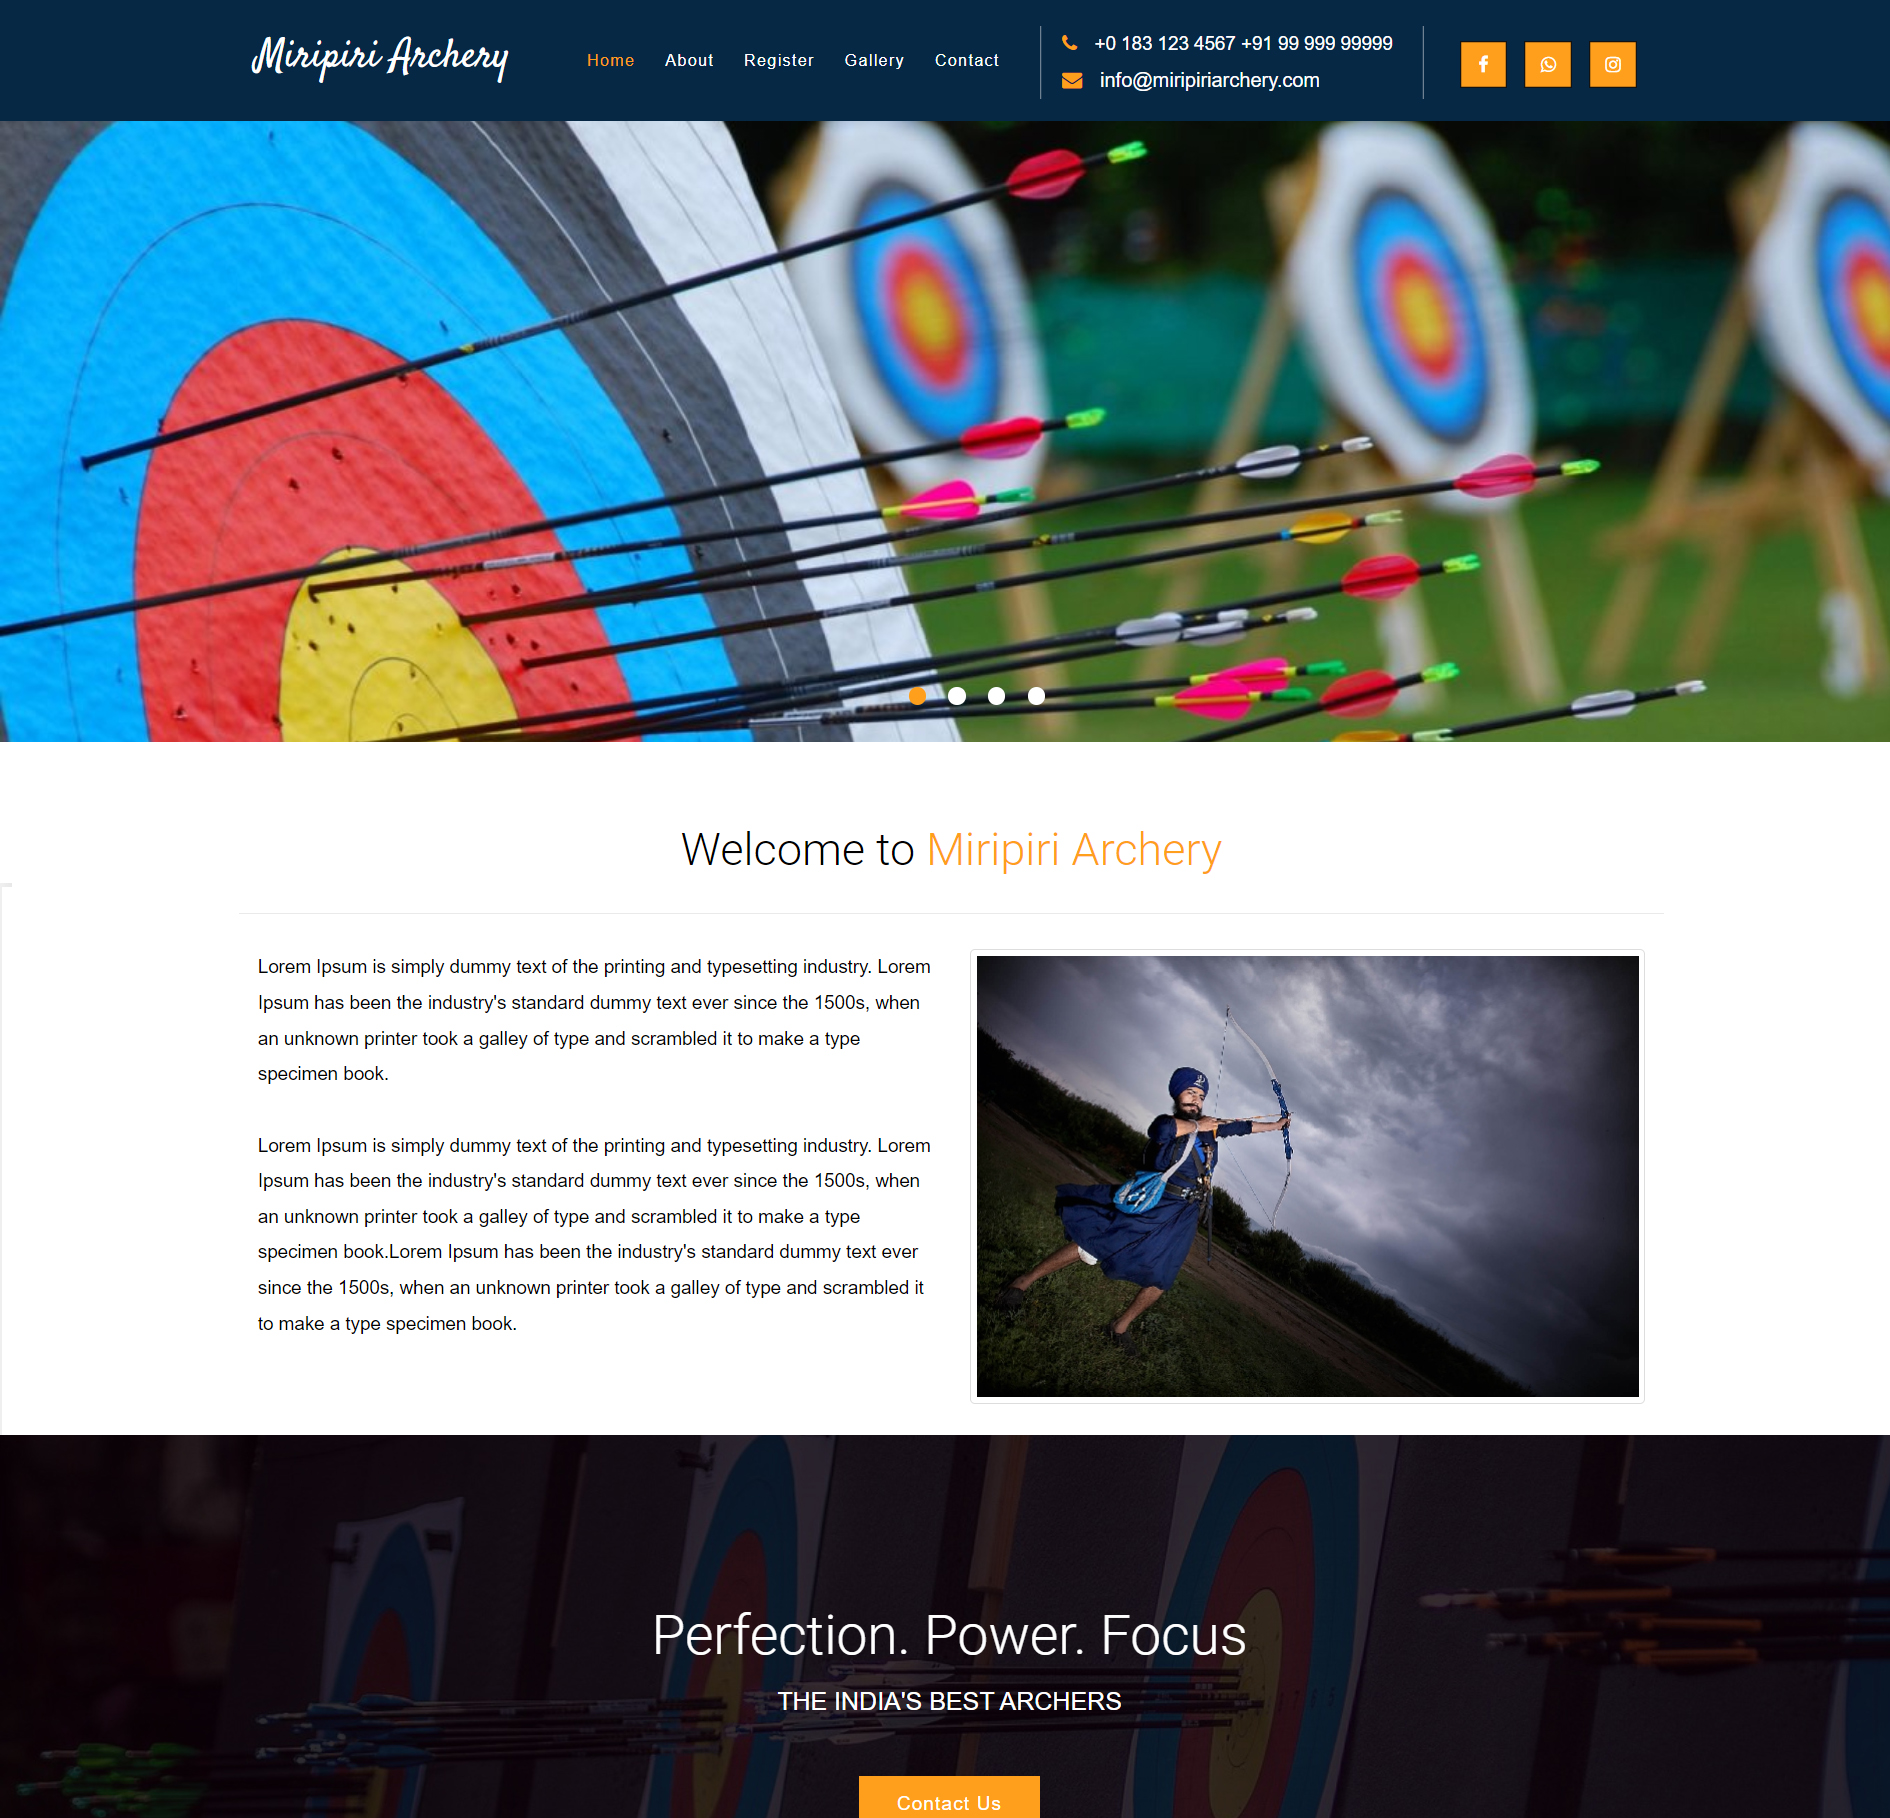 Miripiri Archery
Home About Register Gallery Contact
+0 183 123 4567 +91 99 999 99999
info@miripiriarchery.com
Welcome to Miripiri Archery
Lorem Ipsum is simply dummy text of the printing and typesetting industry. Lorem
Ipsum has been the industry's standard dummy text ever since the 1500s, when
an unknown printer took a galley of type and scrambled it to make a type
specimen book.
Lorem Ipsum is simply dummy text of the printing and typesetting industry. Lorem
Ipsum has been the industry's standard dummy text ever since the 1500s, when
an unknown printer took a galley of type and scrambled it to make a type
specimen book.Lorem Ipsum has been the industry's standard dummy text ever
since the 1500s, when an unknown printer took a galley of type and scrambled it
to make a type specimen book.
Perfection. Power. Focus
THE INDIA'S BEST ARCHERS
Contact Us